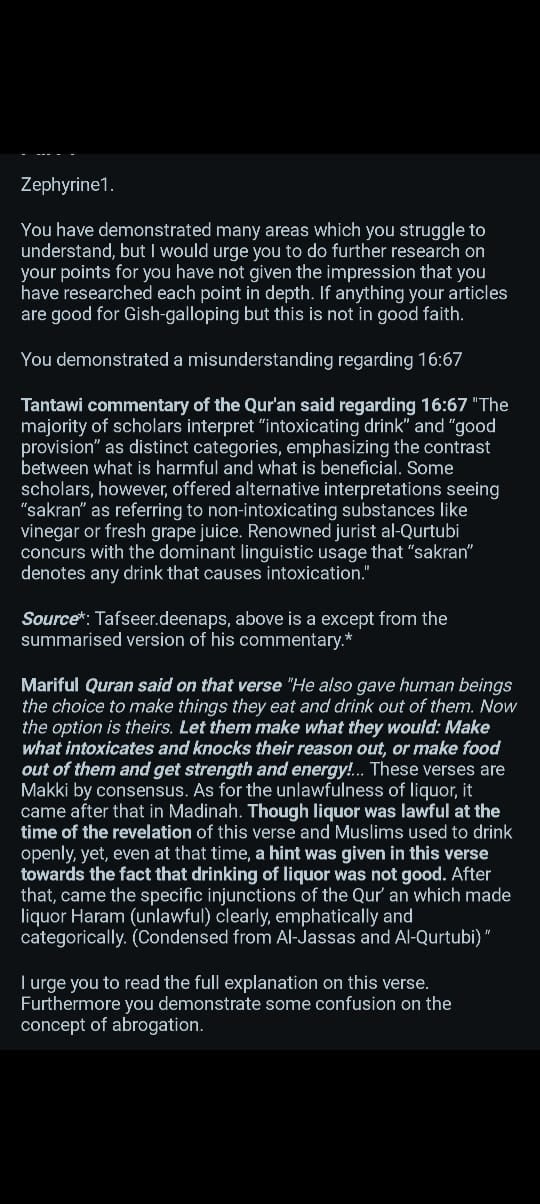 Zephyrine1.
You have demonstrated many areas which you struggle to
understand, but I would urge you to do further research on
your points for you have not given the impression that you
have researched each point in depth. If anything your articles
are good for Gish-galloping but this is not in good faith.
You demonstrated a misunderstanding regarding 16:67
Tantawi commentary of the Qur'an said regarding 16:67 "The
majority of scholars interpret “intoxicating drink” and “good
provision” as distinct categories, emphasizing the contrast
between what is harmful and what is beneficial. Some
scholars, however, offered alternative interpretations seeing
“sakran” as referring to non-intoxicating substances like
vinegar or fresh grape juice. Renowned jurist al-Qurtubi
concurs with the dominant linguistic usage that “sakran”
denotes any drink that causes intoxication."
Source*: Tafseer.deenaps, above is a except from the
summarised version of his commentary.*
Mariful Quran said on that verse "He also gave human beings
the choice to make things they eat and drink out of them. Now
the option is theirs. Let them make what they would: Make
what intoxicates and knocks their reason out, or make food
out of them and get strength and energy!... These verses are
Makki by consensus. As for the unlawfulness of liquor, it
came after that in Madinah. Though liquor was lawful at the
time of the revelation of this verse and Muslims used to drink
openly, yet, even at that time, a hint was given in this verse
towards the fact that drinking of liquor was not good. After
that, came the specific injunctions of the Qur’ an which made
liquor Haram (unlawful) clearly, emphatically and
categorically. (Condensed from Al-Jassas and Al-Qurtubi) "
I urge you to read the full explanation on this verse.
Furthermore you demonstrate some confusion on the
concept of abrogation.